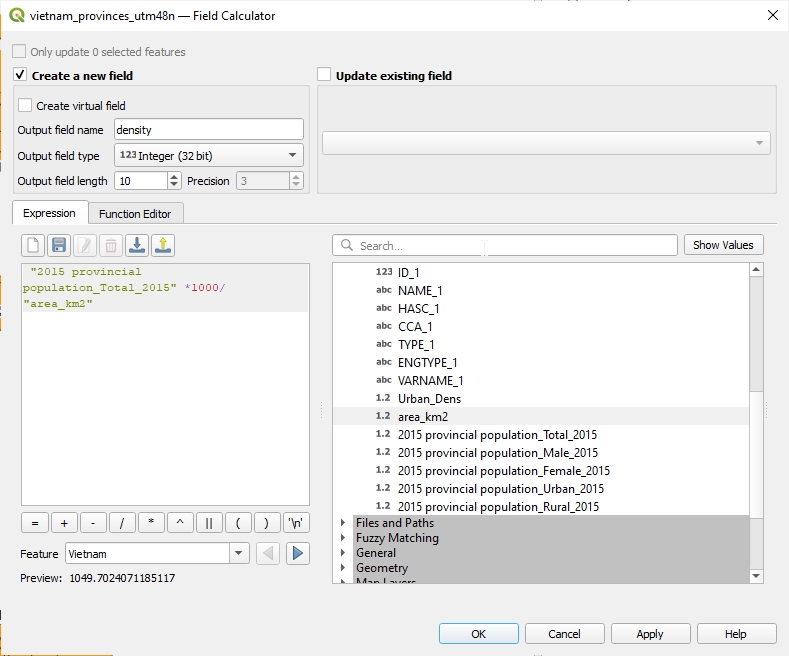 vietnam_provinces_utm48n — Field Calculator
Only update 0 selected features
Create a new field
Update existing field
Create virtual field
Output field name density
Output field type 123 Integer (32 bit)
Output field length 10 Precision 3
Expression Function Editor
Search... Show Values
"2015 provincial
population_Total_2015" *1000/
"area_km2"
123 ID_1
abc NAME_1
abc HASC_1
abc CCA_1
abc TYPE_1
abc ENGTYPE_1
abc VARNAME_1
1.2 Urban_Dens
1.2 area_km2
1.2 2015 provincial population_Total_2015
1.2 2015 provincial population_Male_2015
1.2 2015 provincial population_Female_2015
1.2 2015 provincial population_Urban_2015
1.2 2015 provincial population_Rural_2015
Files and Paths
Fuzzy Matching
General
Geometry
Map Layers
= + - / * ^ || ( ) '\n'
Feature Vietnam
Preview: 1049.7024071185117
OK Cancel Apply Help